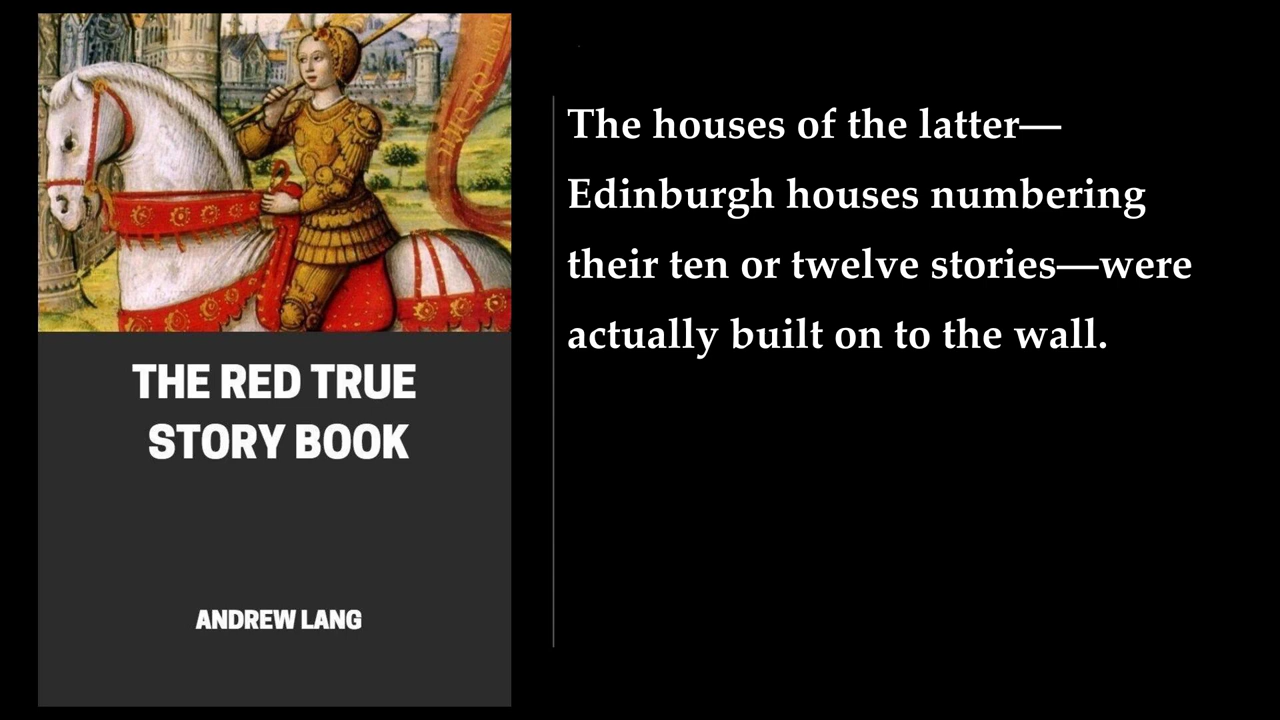 THE RED TRUE
STORY BOOK
ANDREW LANG
The houses of the latter—
Edinburgh houses numbering
their ten or twelve stories—were
actually built on to the wall.